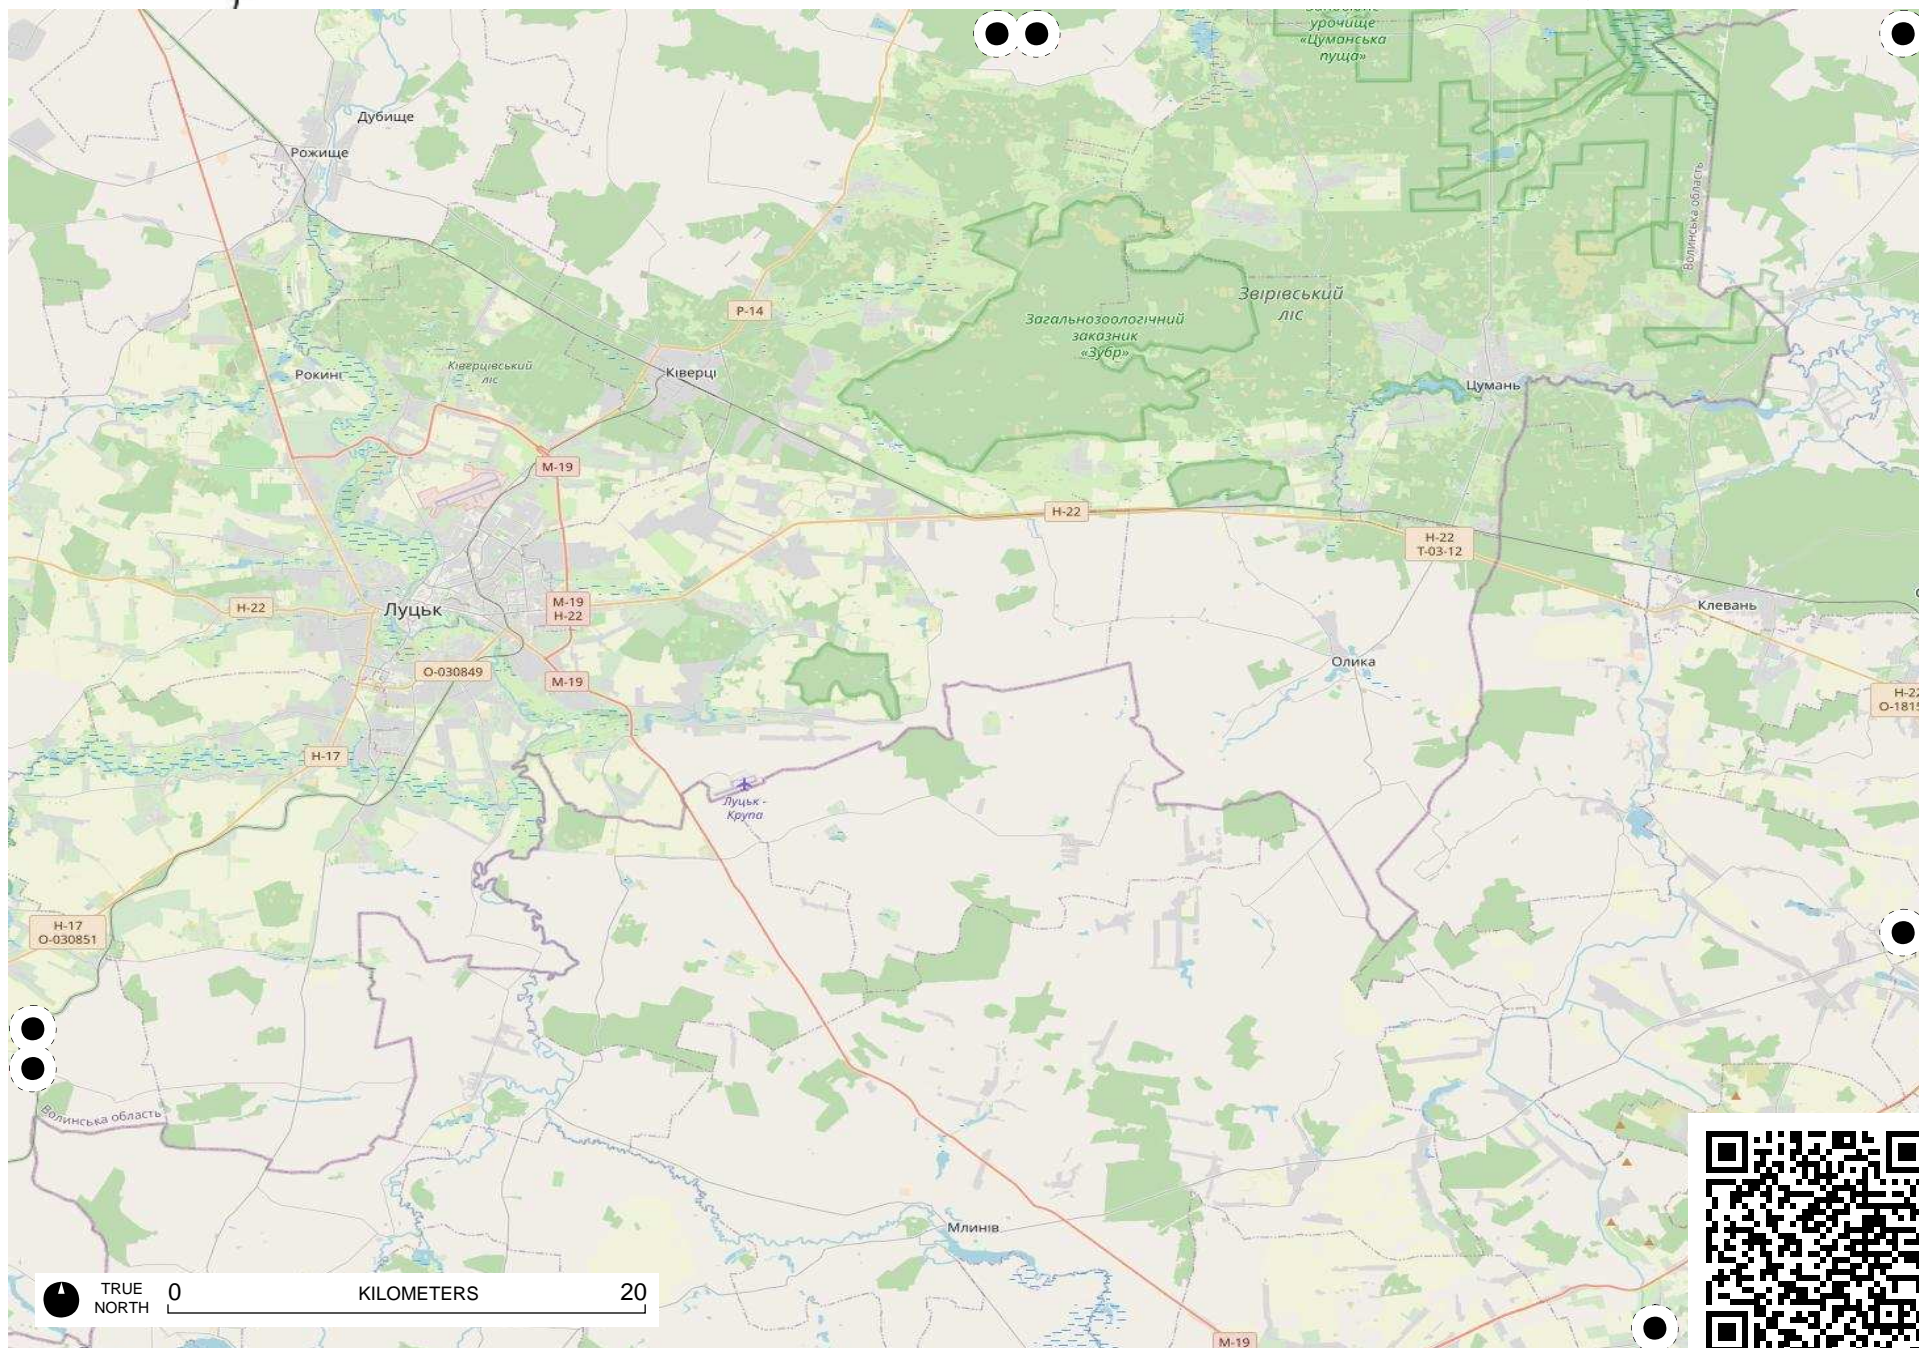 урочище
«Цуманська
пуща»
Дубище
Рожище
Волинська область
Р-14
Звірівський
ліс
Загальнозоологічний
заказник
«Зубр»
Ківерцівський
ліс
Рокині
Ківерці
Цумань
М-19
Н-22
Н-22
Т-03-12
Н-22
Луцьк
М-19
Н-22
Клевань
О-030849
М-19
Олика
Н-22
Н-17
Луцьк -
Крупа
Н-17
О-030851
Волинська область
Млинів
TRUE
NORTH
0
KILOMETERS
20
М-19